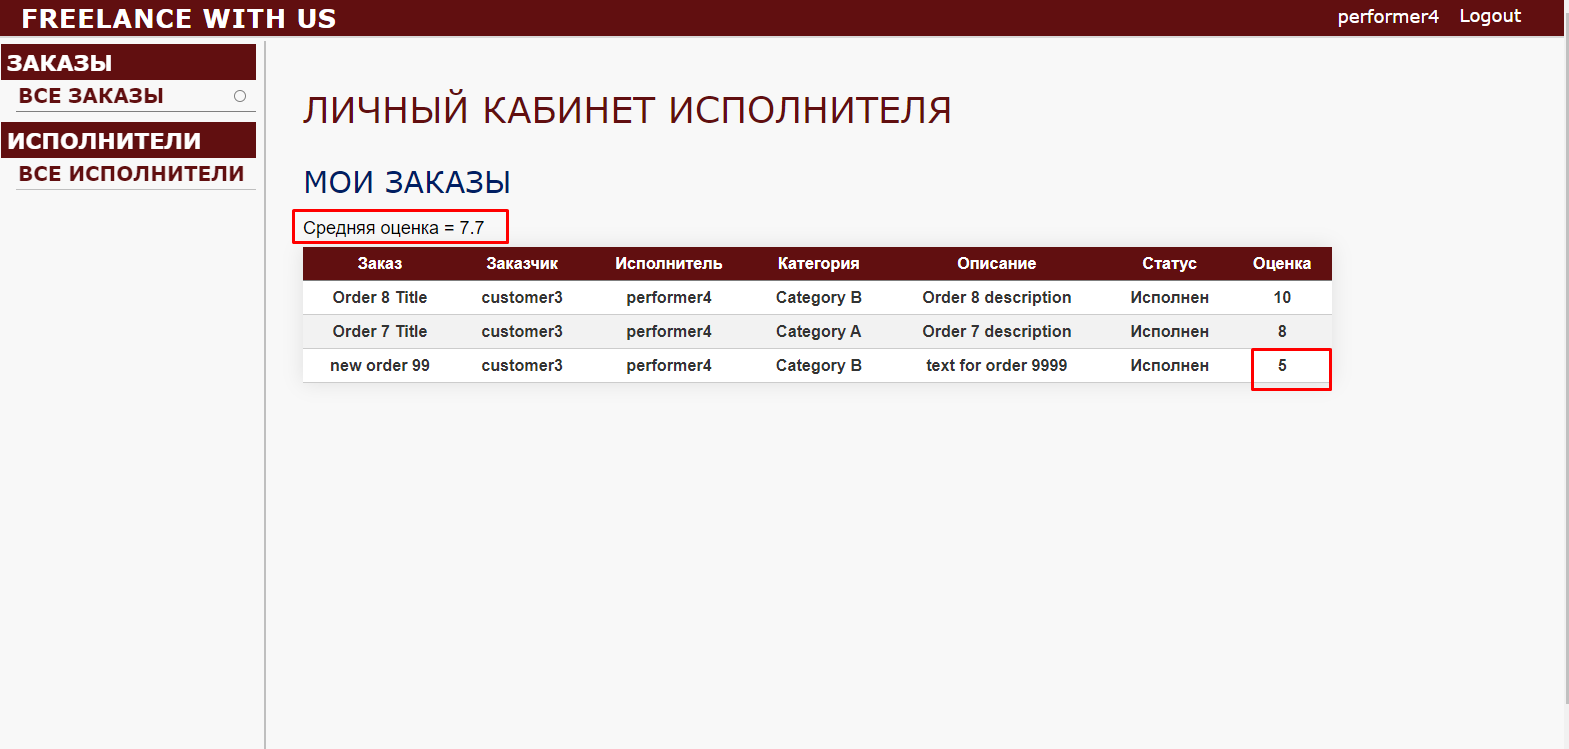 FREELANCE WITH US
performer4 Logout
ЗАКАЗЫ
ВСЕ ЗАКАЗЫ
ИСПОЛНИТЕЛИ
ВСЕ ИСПОЛНИТЕЛИ
ЛИЧНЫЙ КАБИНЕТ ИСПОЛНИТЕЛЯ
МОИ ЗАКАЗЫ
Средняя оценка = 7.7
Заказ Заказчик Исполнитель Категория Описание Статус Оценка
Order 8 Title customer3 performer4 Category B Order 8 description Исполнен 10
Order 7 Title customer3 performer4 Category A Order 7 description Исполнен 8
new order 99 customer3 performer4 Category B text for order 9999 Исполнен 5